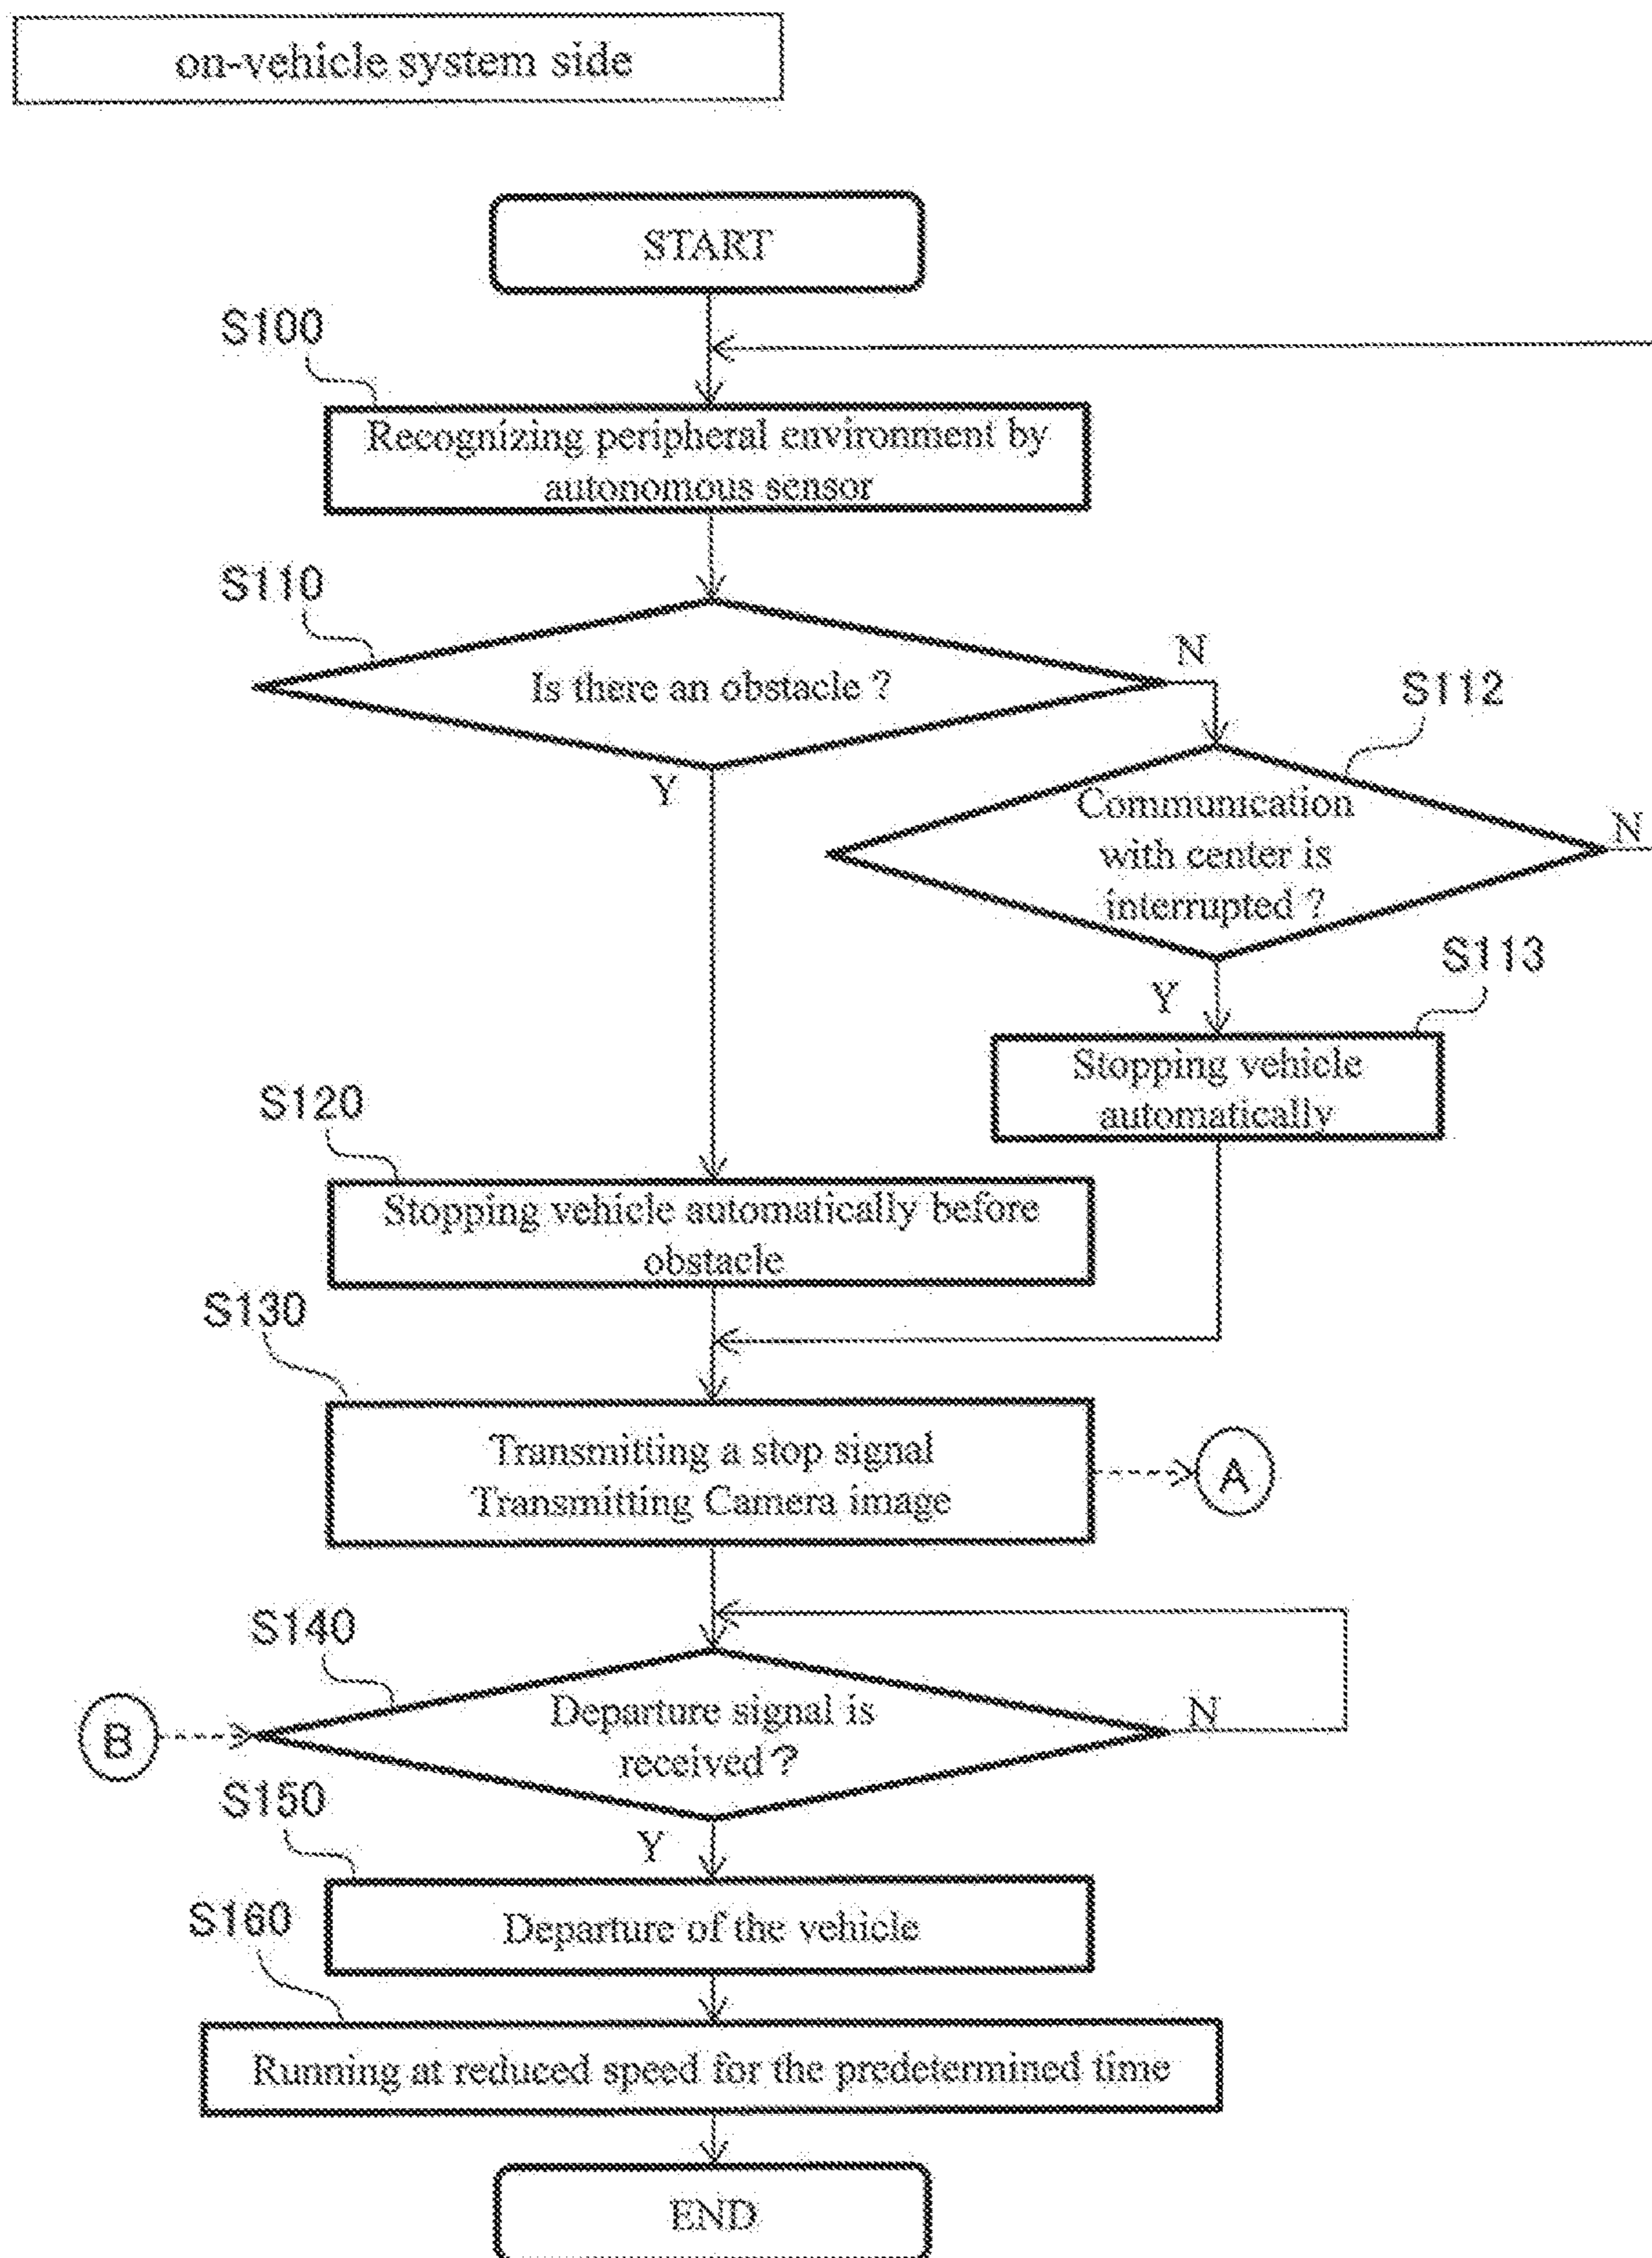 on-vehicle system side
START
S100
Recognizing peripheral environment by
autonomous sensor
S110
Is there an obstacle ?
N
Y
S112
Communication
with center is
interrupted ?
N
Y
S113
Stopping vehicle
automatically
S120
Stopping vehicle automatically before
obstacle
S130
Transmitting a stop signal
Transmitting Camera image
A
S140
B
Departure signal is
received ?
N
Y
S150
Departure of the vehicle
S160
Running at reduced speed for the predetermined time
END